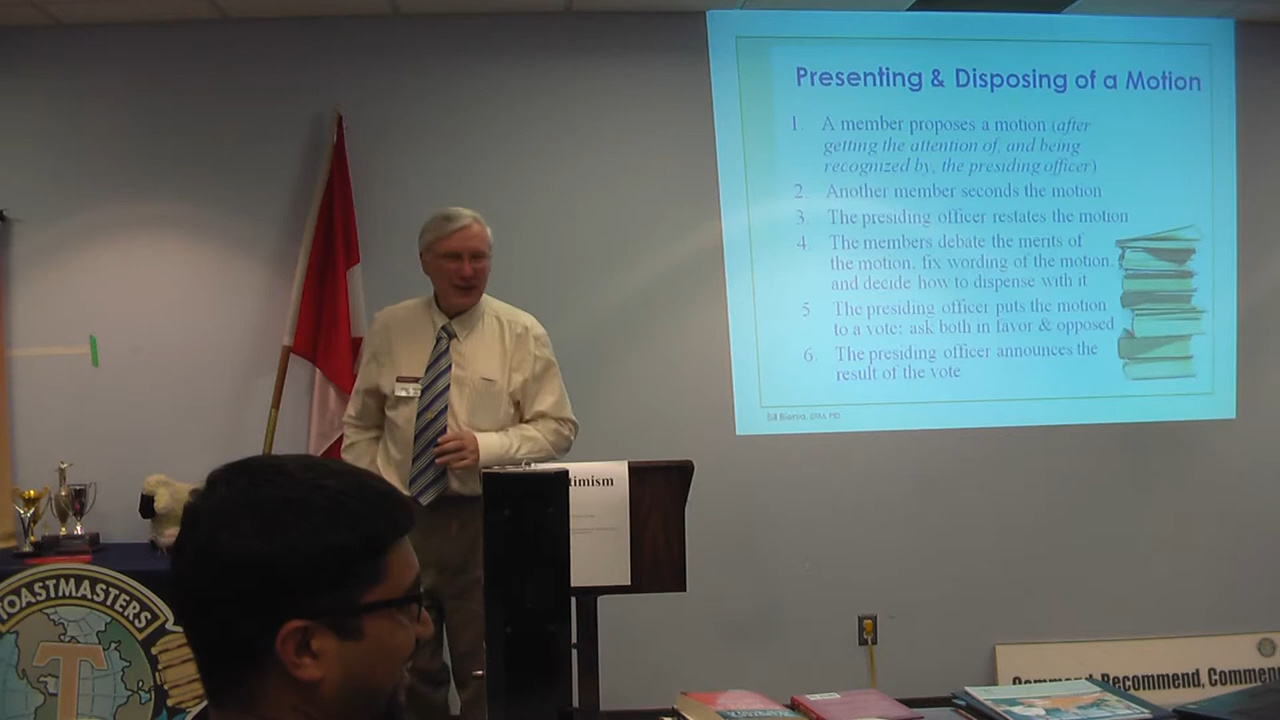 Presenting & Disposing of a Motion
1. A member proposes a motion (after
getting the attention of, and being
recognized by, the presiding officer)
2. Another member seconds the motion
3. The presiding officer restates the motion
4. The members debate the merits of
the motion, fix wording of the motion,
and decide how to dispense with it
5 The presiding officer puts the motion
to a vote: ask both in favor & opposed
6. The presiding officer announces the
result of the vote
timism
TOASTMASTERS
T
Recommend, Commen